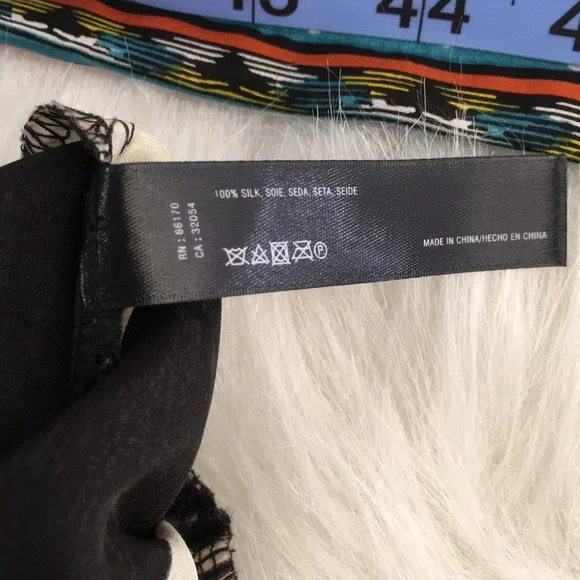 43 44
100% SILK, SOIE, SEDA, SETA, SEIDE
RN: 66170
CA: 32054
P
MADE IN CHINA/HECHO EN CHINA